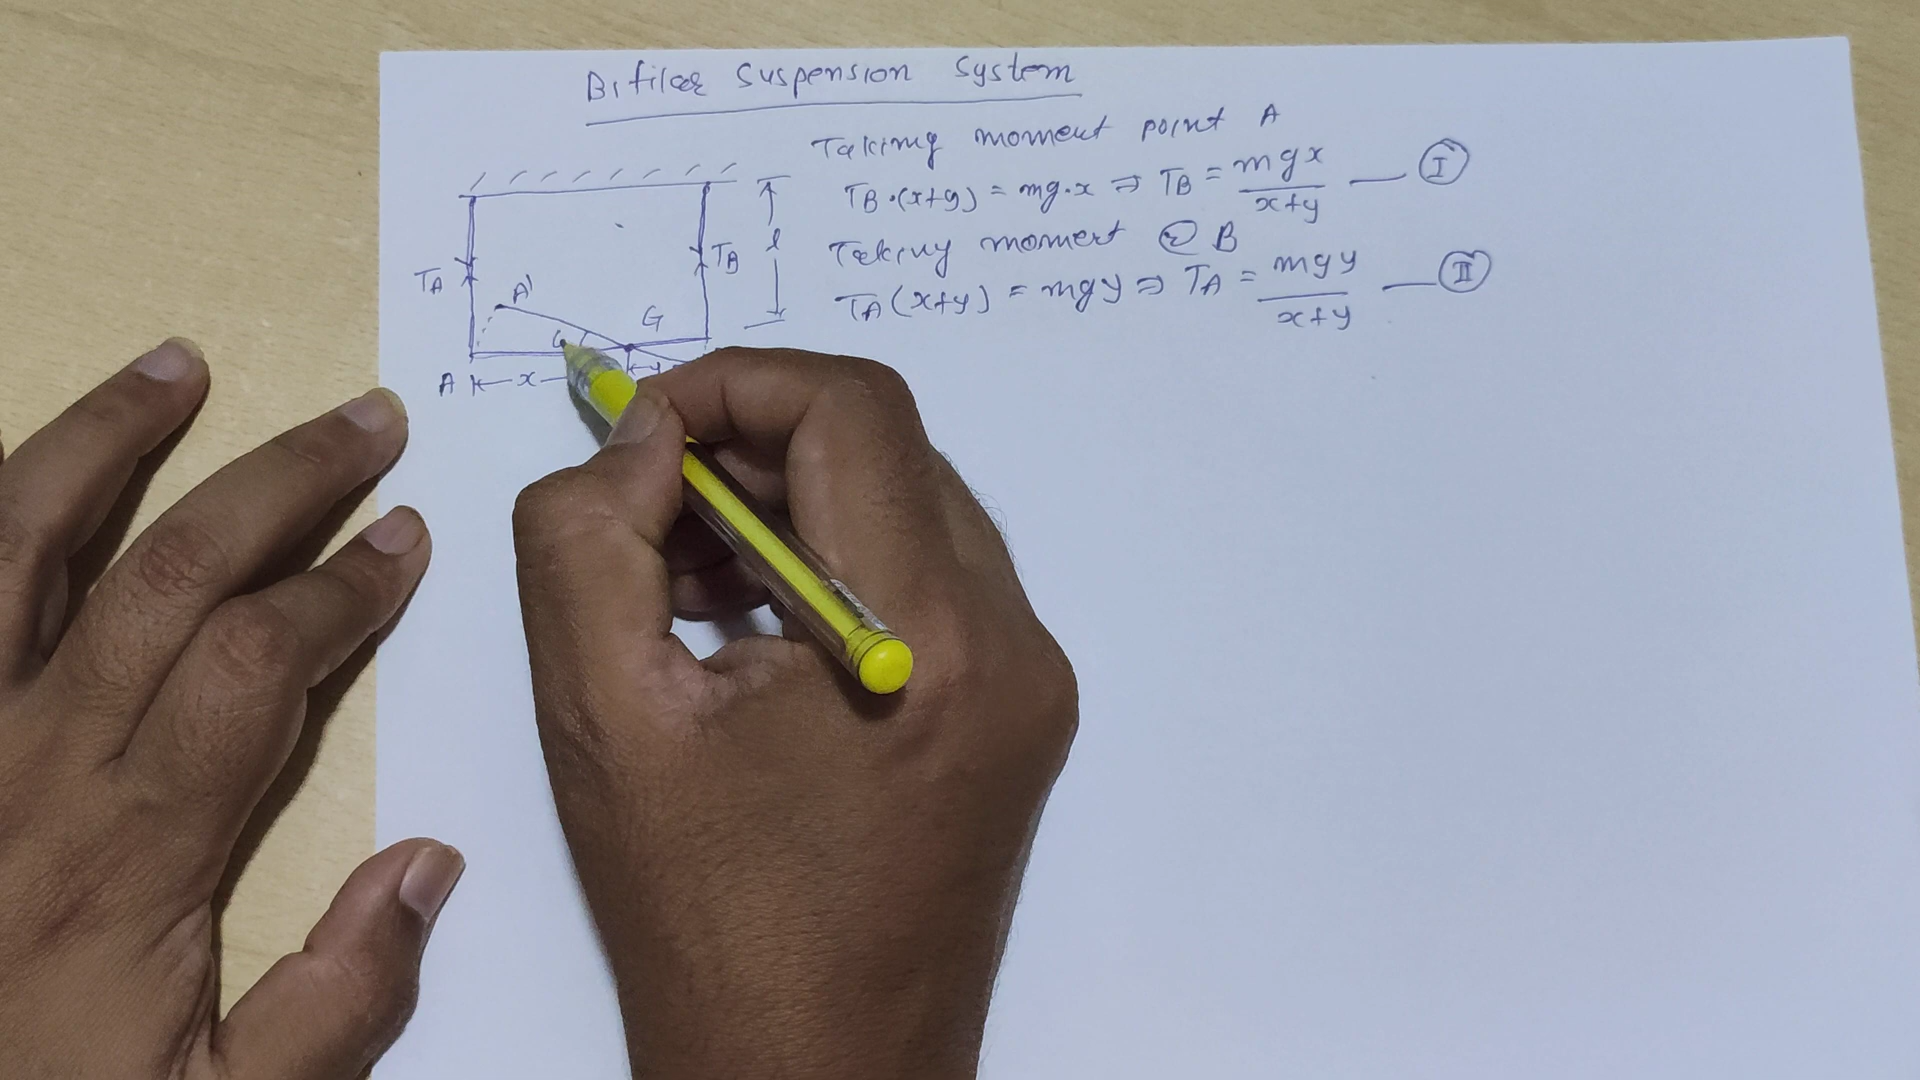 Bifilar Suspension System
Taking moment point A
TB.(x+y) = mg.x ⇒ TB = mgx/x+y — I
Taking moment @ B
TA(x+y) = mgy ⇒ TA = mgy/x+y — II
TA
TB
l
A'
G
A
x
y